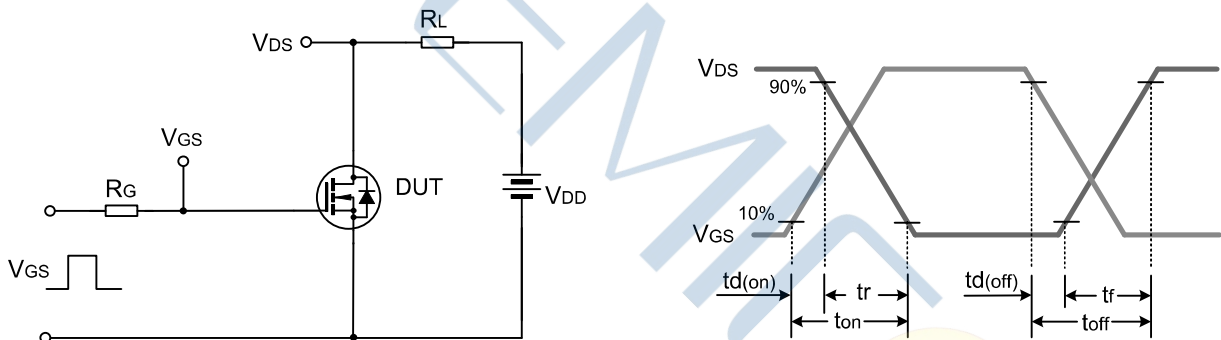 VDS
RL
VGS
RG
DUT
VDD
VGS
VDS
90%
10%
VGS
td(on)
tr
ton
td(off)
tf
toff